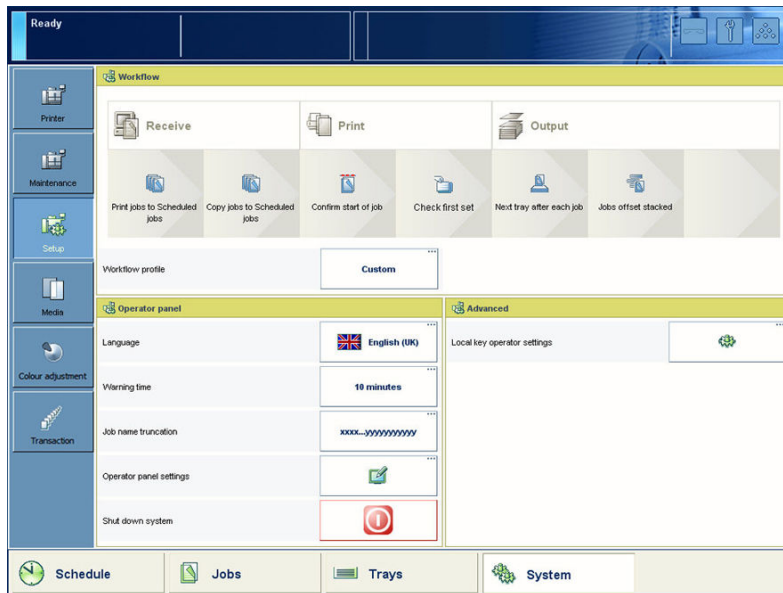 Ready
Workflow
Printer
Receive
Print
Output
Maintenance
Print jobs to Scheduled
jobs
Copy jobs to Scheduled
jobs
Confirm start of job
Check first set
Next tray after each job
Jobs offset stacked
Setup
Workflow profile
Custom
Media
Operator panel
Advanced
Language
English (UK)
Local key operator settings
Colour adjustment
Warning time
10 minutes
Transaction
Job name truncation
xxxx...yyyyyyyyyyy
Operator panel settings
Shut down system
Schedule
Jobs
Trays
System